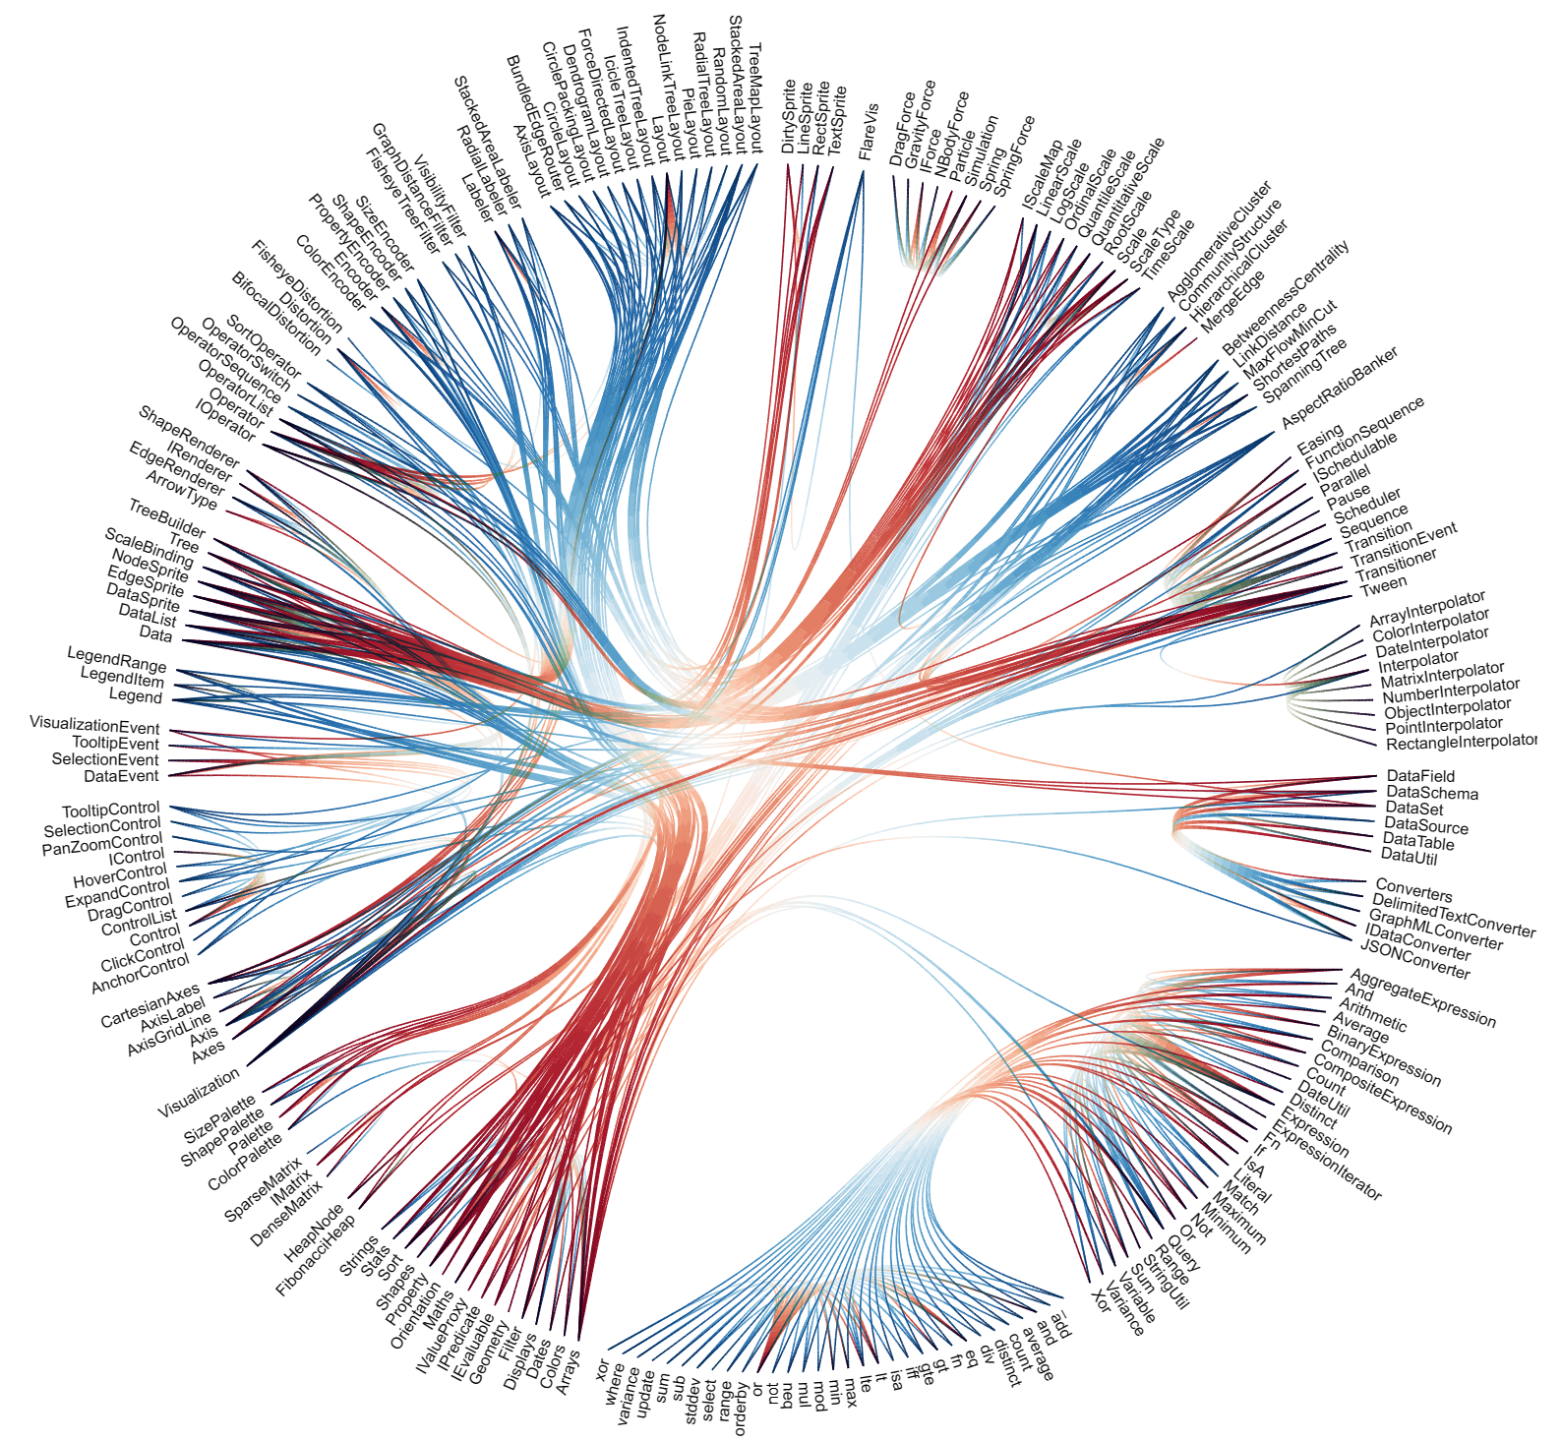 TreeMapLayout
StackedAreaLayout
RandomLayout
RadialTreeLayout
PieLayout
NodeLinkTreeLayout
Layout
IndentedTreeLayout
IcicleTreeLayout
ForceDirectedLayout
DendrogramLayout
CirclePackingLayout
CircleLayout
BundledEdgeRouter
AxisLayout
StackedAreaLabeler
RadialLabeler
Labeler
VisibilityFilter
GraphDistanceFilter
FisheyeTreeFilter
SizeEncoder
ShapeEncoder
PropertyEncoder
Encoder
ColorEncoder
FisheyeDistortion
Distortion
BifocalDistortion
SortOperator
OperatorSwitch
OperatorSequence
OperatorList
Operator
IOperator
ShapeRenderer
IRenderer
EdgeRenderer
ArrowType
TreeBuilder
Tree
ScaleBinding
NodeSprite
EdgeSprite
DataSprite
DataList
Data
LegendRange
LegendItem
Legend
VisualizationEvent
TooltipEvent
SelectionEvent
DataEvent
TooltipControl
SelectionControl
PanZoomControl
IControl
HoverControl
ExpandControl
DragControl
ControlList
Control
ClickControl
AnchorControl
CartesianAxes
AxisLabel
AxisGridLine
Axis
Axes
Visualization
SizePalette
ShapePalette
Palette
ColorPalette
SparseMatrix
IMatrix
DenseMatrix
HeapNode
FibonacciHeap
Strings
Stats
Sort
Shapes
Property
Orientation
Maths
IValueProxy
IPredicate
IEvaluable
Geometry
Filter
Displays
Dates
Colors
Arrays
xor
where
variance
update
sum
sub
stddev
select
range
orderby
or
not
neq
mul
mod
min
max
lte
lt
isa
iff
gte
gt
fn
eq
div
distinct
count
average
and
add
_
Xor
Variance
Variable
Sum
StringUtil
Range
Query
Or
Not
Minimum
Maximum
Match
Literal
IsA
If
Fn
ExpressionIterator
Expression
Distinct
DateUtil
Count
CompositeExpression
Comparison
BinaryExpression
Average
Arithmetic
And
AggregateExpression
JSONConverter
IDataConverter
GraphMLConverter
DelimitedTextConverter
Converters
DataUtil
DataTable
DataSource
DataSet
DataSchema
DataField
RectangleInterpolator
PointInterpolator
ObjectInterpolator
NumberInterpolator
MatrixInterpolator
Interpolator
DateInterpolator
ColorInterpolator
ArrayInterpolator
Tween
Transitioner
TransitionEvent
Transition
Sequence
Scheduler
Pause
Parallel
ISchedulable
FunctionSequence
Easing
AspectRatioBanker
SpanningTree
ShortestPaths
MaxFlowMinCut
LinkDistance
BetweennessCentrality
MergeEdge
HierarchicalCluster
CommunityStructure
AgglomerativeCluster
TimeScale
ScaleType
Scale
RootScale
QuantitativeScale
QuantileScale
OrdinalScale
LogScale
LinearScale
IScaleMap
SpringForce
Spring
Simulation
Particle
NBodyForce
IForce
GravityForce
DragForce
FlareVis
TextSprite
RectSprite
LineSprite
DirtySprite